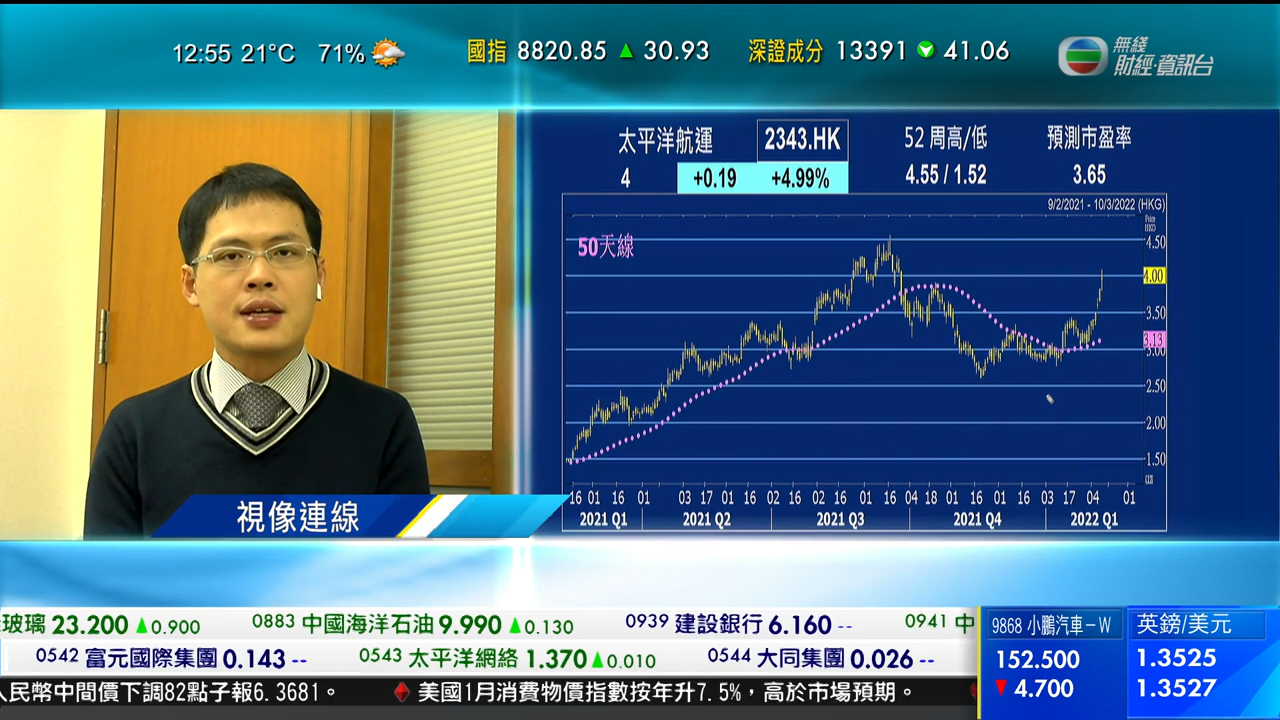 12:55 21°C 71% 國指 8820.85 ▲ 30.93 深證成分 13391 ▼ 41.06
無綫
財經·資訊台
太平洋航運 2343.HK 52 周高/低 預測市盈率
4 +0.19 +4.99% 4.55 / 1.52 3.65
9/2/2021 - 10/3/2022 (HKG)
Price
HKD
50天線
4.50
4.00
3.50
3.13
3.00
2.50
2.00
1.50
16 01 16 01 03 17 01 16 02 16 02 16 04 18 01 16 01 16 03 17 04 01
2021 Q1 2021 Q2 2021 Q3 2021 Q4 2022 Q1
視像連線
玻璃 23.200 ▲0.900 0883 中國海洋石油 9.990 ▲0.130 0939 建設銀行 6.160 -- 0941 中
0542 富元國際集團 0.143 -- 0543 太平洋網絡 1.370 ▲0.010 0544 大同集團 0.026 --
人民幣中間價下調82點子報6.3681。 美國1月消費物價指數按年升7.5%，高於市場預期。
9868 小鵬汽車－W
152.500
▼ 4.700
英鎊/美元
1.3525
1.3527